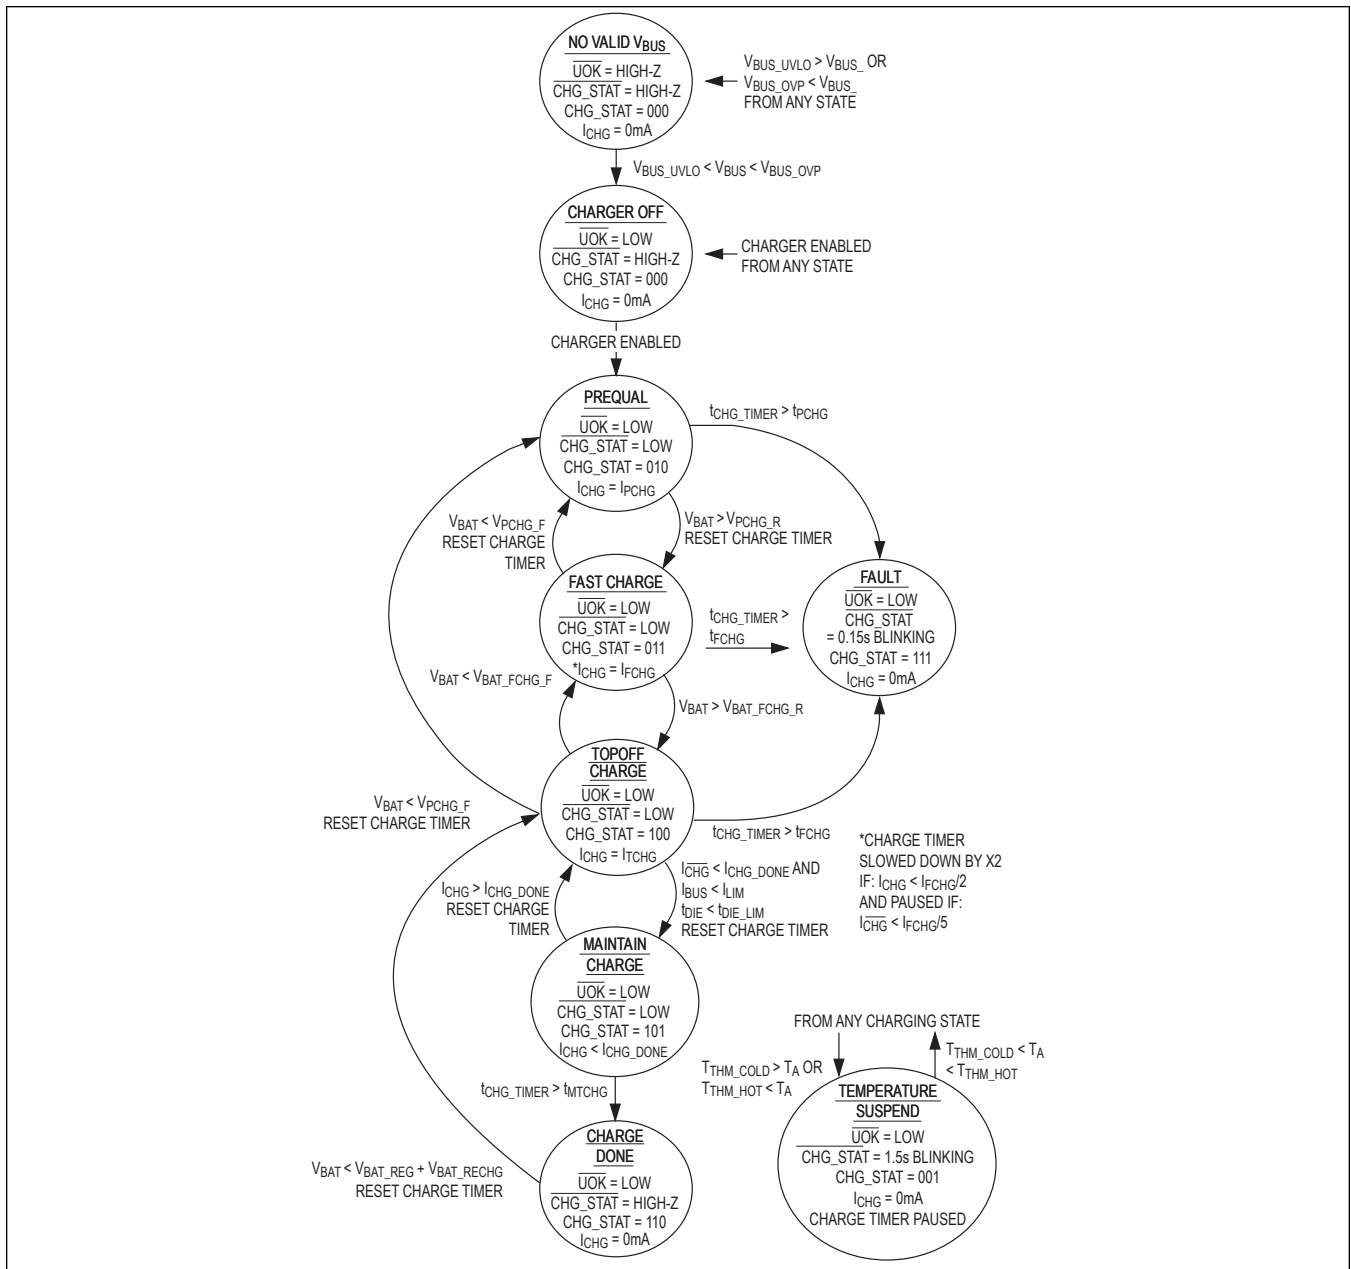 NO VALID VBUS
UOK = HIGH-Z
CHG_STAT = HIGH-Z
CHG_STAT = 000
ICHG = 0mA
VBUS_UVLO > VBUS_ OR
VBUS_OVP < VBUS_
FROM ANY STATE
VBUS_UVLO < VBUS < VBUS_OVP
CHARGER OFF
UOK = LOW
CHG_STAT = HIGH-Z
CHG_STAT = 000
ICHG = 0mA
CHARGER ENABLED
FROM ANY STATE
CHARGER ENABLED
PREQUAL
UOK = LOW
CHG_STAT = LOW
CHG_STAT = 010
ICHG = IPCHG
tCHG_TIMER > tPCHG
VBAT < VPCHG_F
RESET CHARGE
TIMER
VBAT > VPCHG_R
RESET CHARGE TIMER
FAST CHARGE
UOK = LOW
CHG_STAT = LOW
CHG_STAT = 011
*ICHG = IFCHG
tCHG_TIMER >
tFCHG
FAULT
UOK = LOW
CHG_STAT
= 0.15s BLINKING
CHG_STAT = 111
ICHG = 0mA
VBAT < VBAT_FCHG_F
VBAT > VBAT_FCHG_R
TOPOFF
CHARGE
UOK = LOW
CHG_STAT = LOW
CHG_STAT = 100
ICHG = ITCHG
VBAT < VPCHG_F
RESET CHARGE TIMER
tCHG_TIMER > tFCHG
*CHARGE TIMER
SLOWED DOWN BY X2
IF: ICHG < IFCHG/2
AND PAUSED IF:
ICHG < IFCHG/5
ICHG > ICHG_DONE
RESET CHARGE
TIMER
ICHG < ICHG_DONE AND
IBUS < ILIM
tDIE < tDIE_LIM
RESET CHARGE TIMER
MAINTAIN
CHARGE
UOK = LOW
CHG_STAT = LOW
CHG_STAT = 101
ICHG < ICHG_DONE
tCHG_TIMER > tMTCHG
CHARGE
DONE
UOK = LOW
CHG_STAT = HIGH-Z
CHG_STAT = 110
ICHG = 0mA
VBAT < VBAT_REG + VBAT_RECHG
RESET CHARGE TIMER
FROM ANY CHARGING STATE
TTHM_COLD > TA OR
TTHM_HOT < TA
TTHM_COLD < TA
< TTHM_HOT
TEMPERATURE
SUSPEND
UOK = LOW
CHG_STAT = 1.5s BLINKING
CHG_STAT = 001
ICHG = 0mA
CHARGE TIMER PAUSED